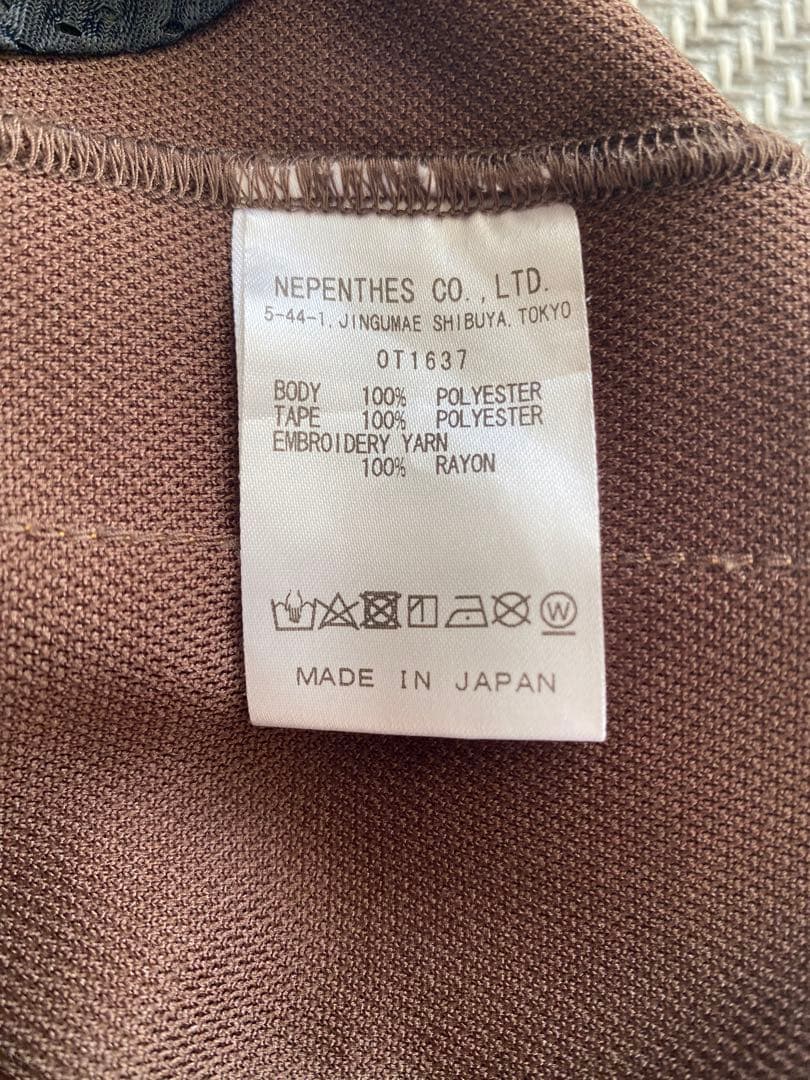 NEPENTHES CO., LTD.
5-44-1, JINGUMAE SHIBUYA, TOKYO
OT1637
BODY 100% POLYESTER
TAPE 100% POLYESTER
EMBROIDERY YARN
100% RAYON
W
MADE IN JAPAN